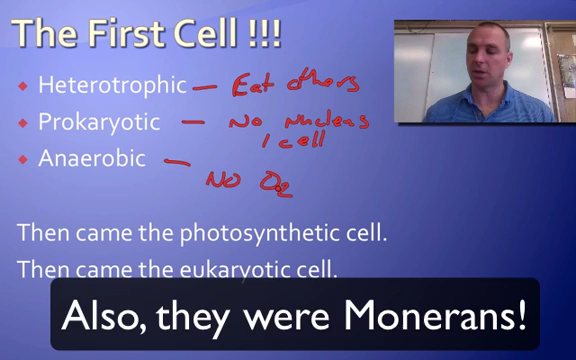 The First Cell !!!
Heterotrophic — Eat others
Prokaryotic — No Nucleus
1 cell
Anaerobic — No O2
Then came the photosynthetic cell.
Then came the eukaryotic cell.
Also, they were Monerans!